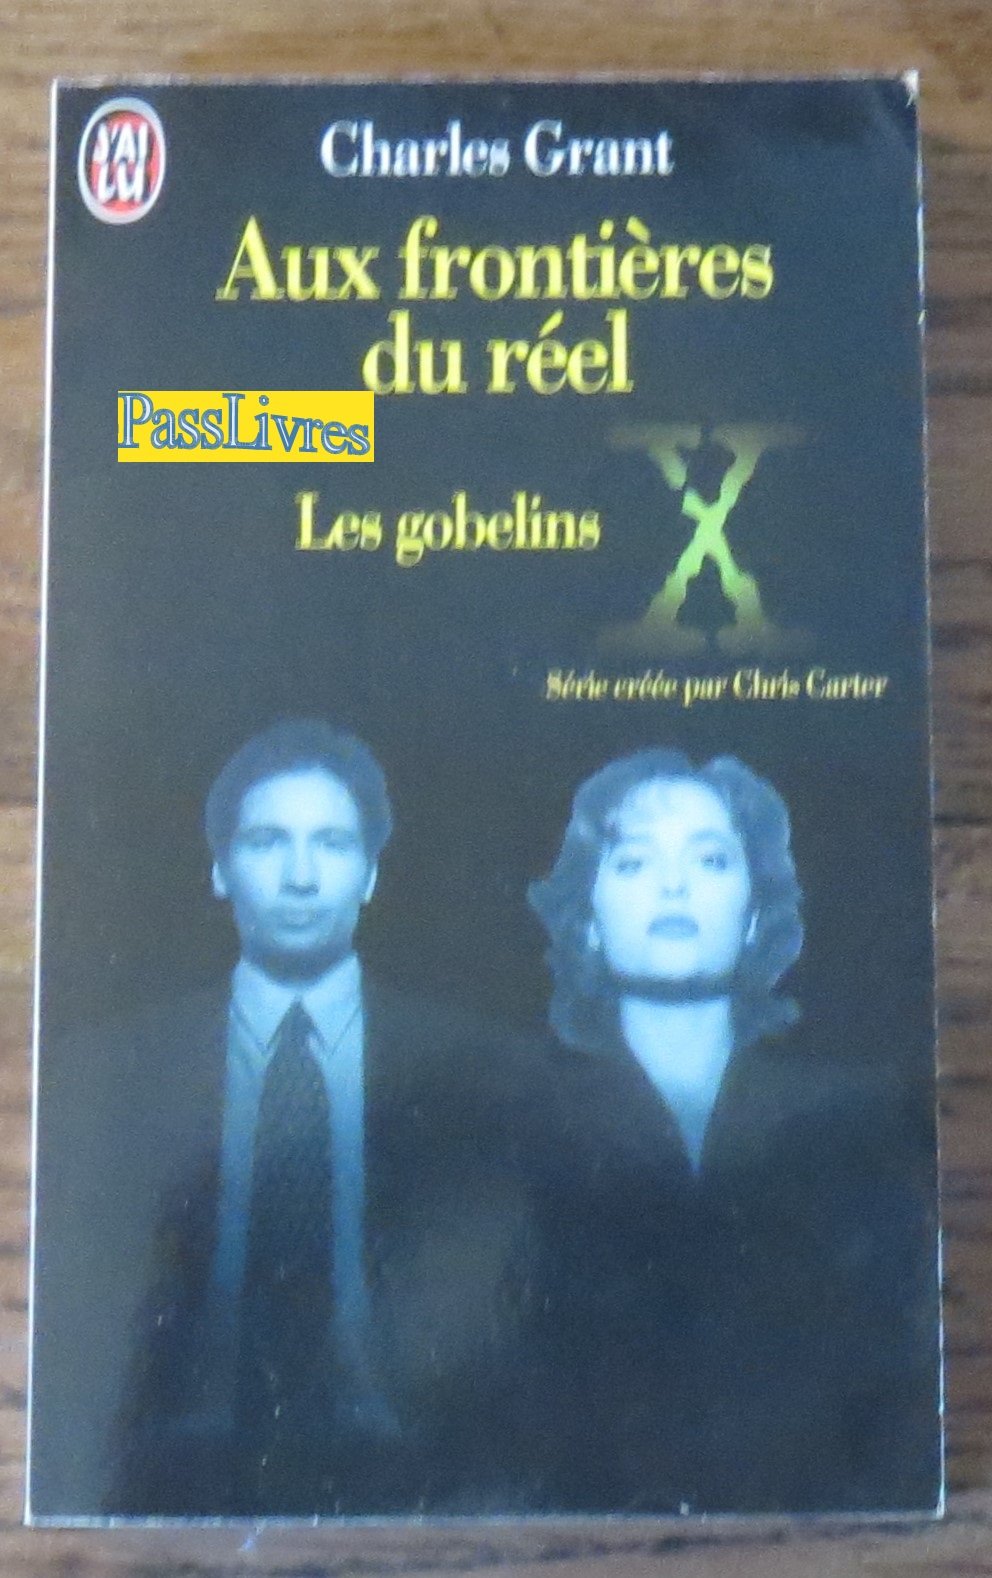 J'AI
LU
Charles Grant
Aux frontières
du réel
PassLivres
Les gobelins
X
Série créée par Chris Carter